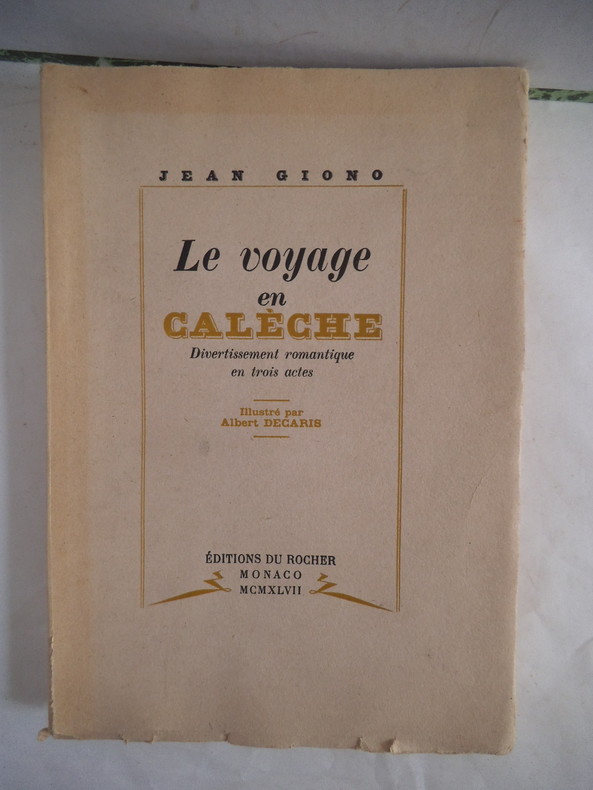 JEAN GIONO
Le voyage
en
CALÈCHE
Divertissement romantique
en trois actes
Illustré par
Albert DECARIS
ÉDITIONS DU ROCHER
MONACO
MCMXLVII